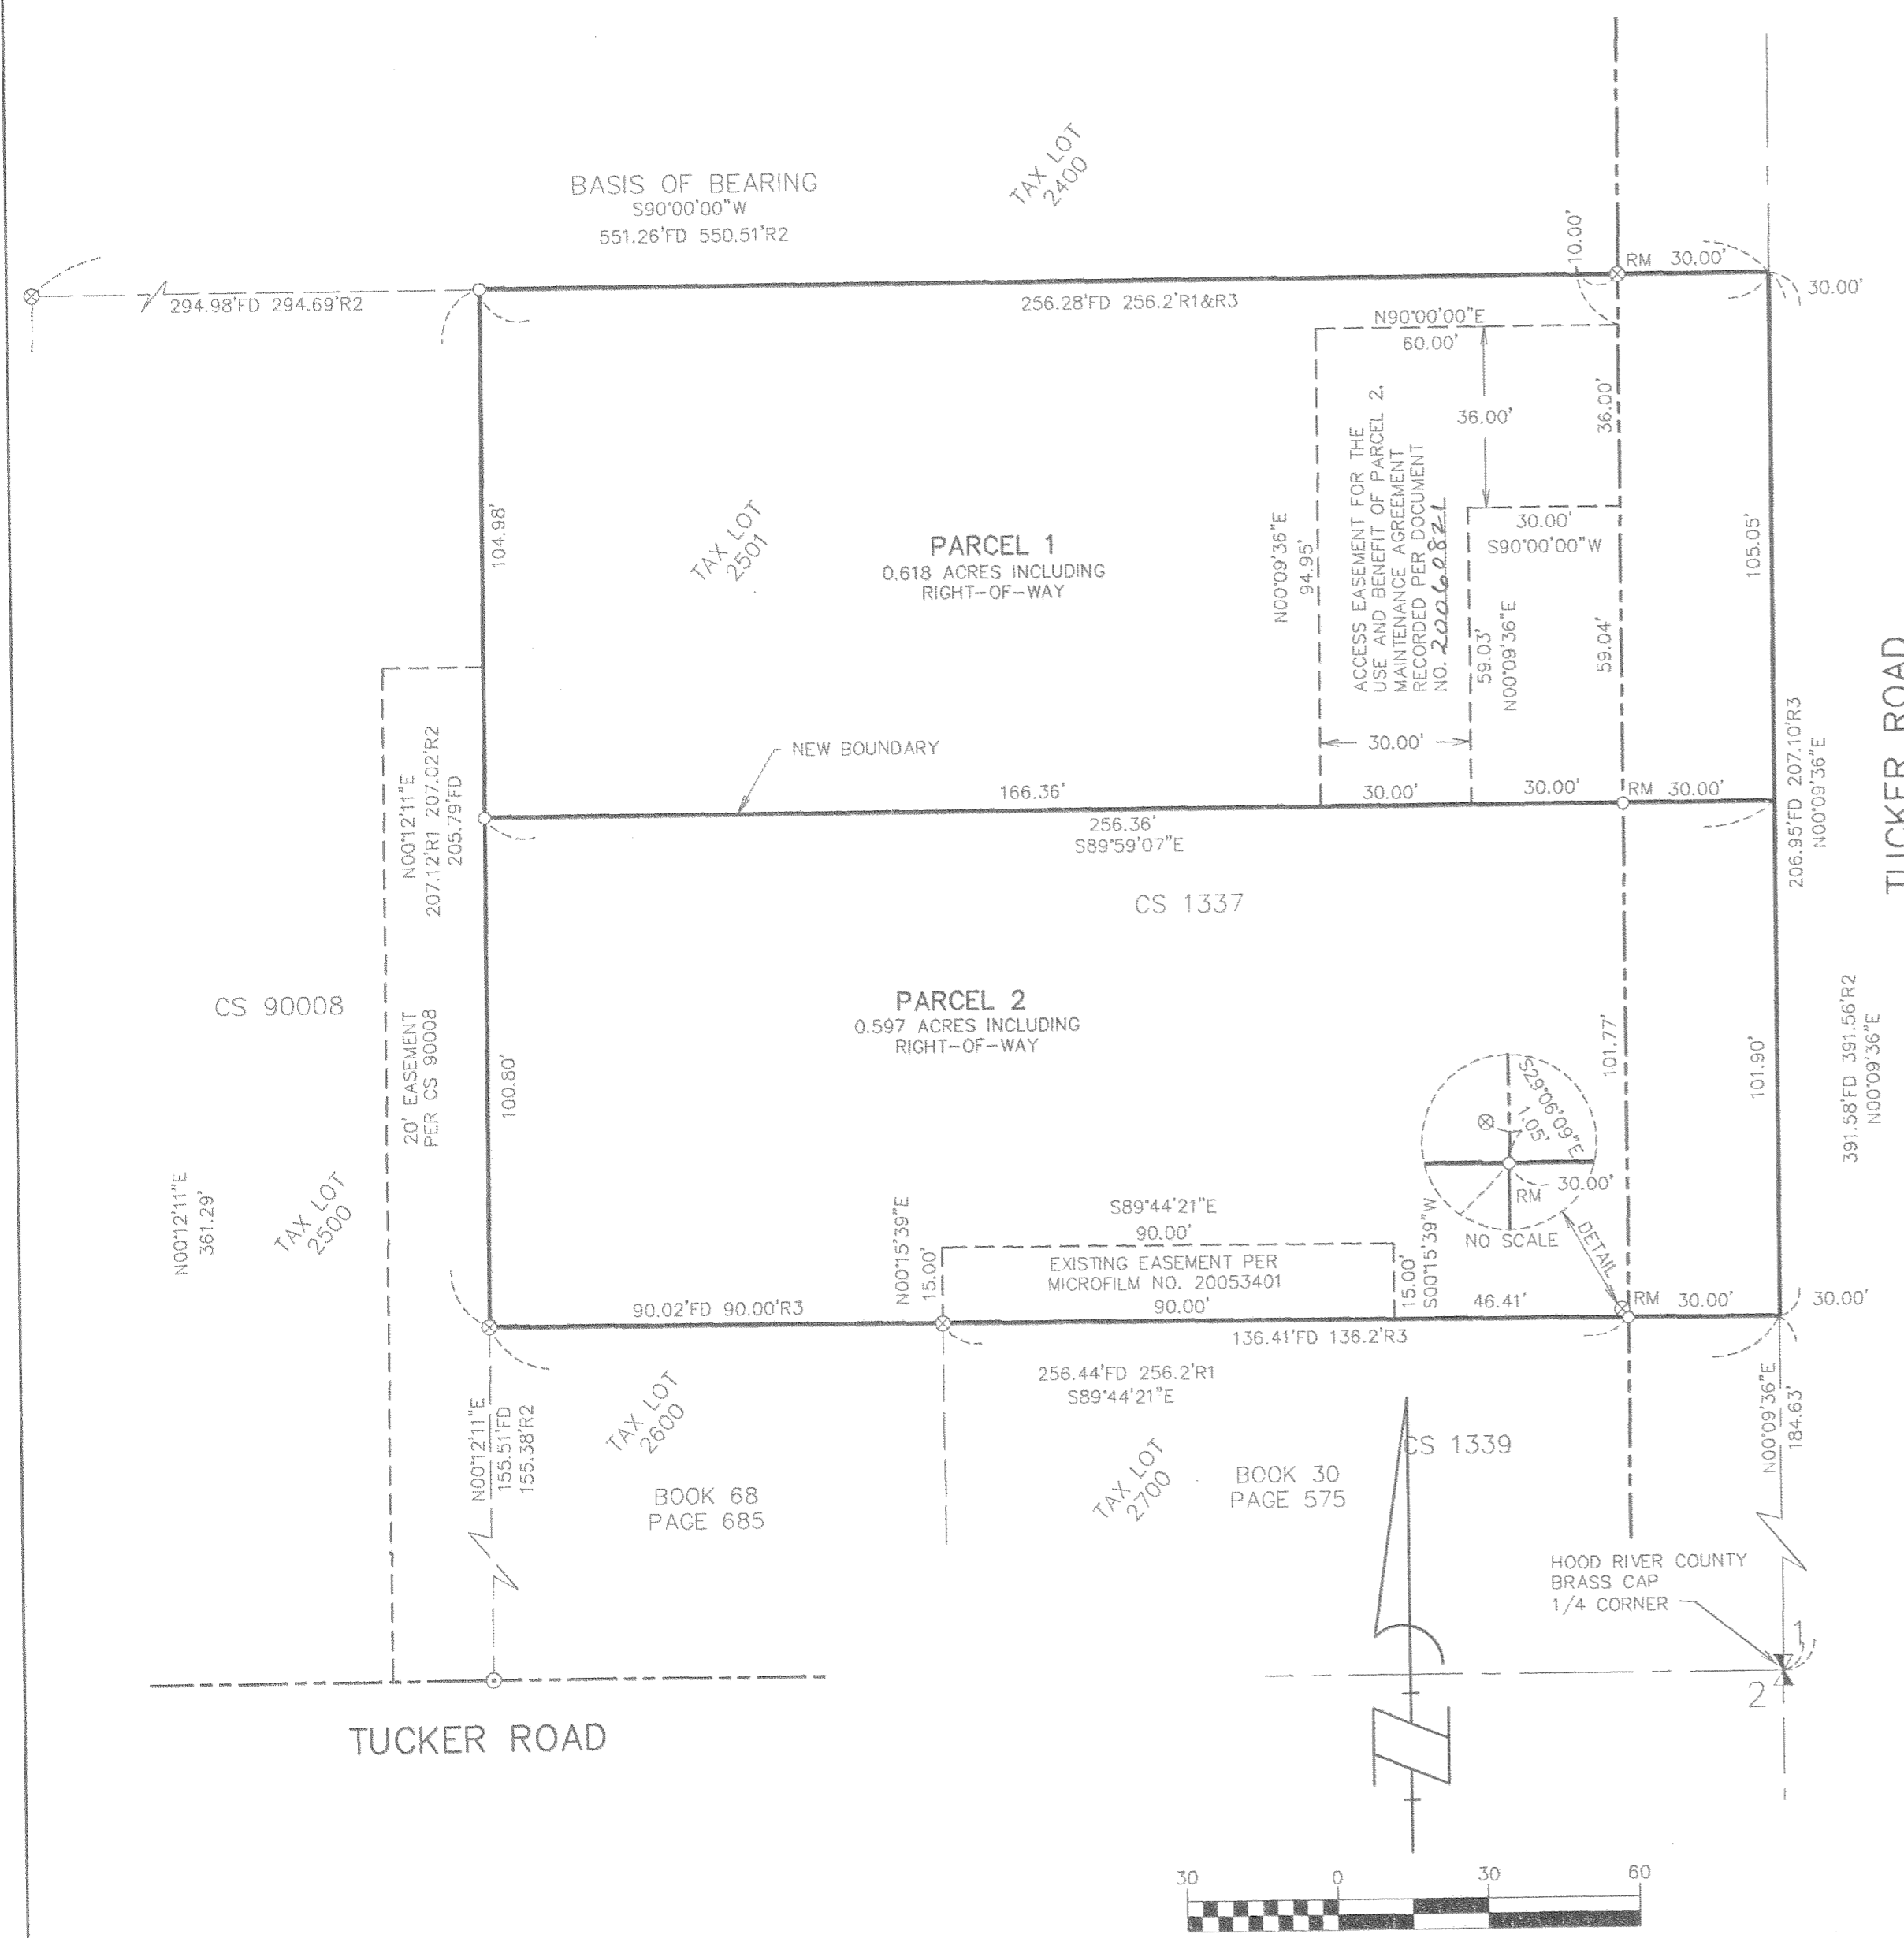 BASIS OF BEARING
S90°00'00"W
551.26'FD 550.51'R2
TAX LOT
2400
294.98'FD 294.69'R2
256.28'FD 256.2'R1&R3
10.00'
RM 30.00'
30.00'
N90°00'00"E
60.00'
36.00'
36.00'
30.00'
S90°00'00"W
104.98'
TAX LOT
2501
PARCEL 1
0.618 ACRES INCLUDING
RIGHT-OF-WAY
N00°09'36"E
94.95'
ACCESS EASEMENT FOR THE
USE AND BENEFIT OF PARCEL 2.
MAINTENANCE AGREEMENT
RECORDED PER DOCUMENT
NO.
59.03'
N00°09'36"E
59.04'
105.05'
TUCKER ROAD
206.95'FD 207.10'R3
N00°09'36"E
30.00'
NEW BOUNDARY
166.36'
30.00'
30.00'
RM 30.00'
256.36'
S89°59'07"E
N00°12'11"E
207.12'R1 207.02'R2
205.79'FD
CS 1337
CS 90008
20' EASEMENT
PER CS 90008
100.80'
PARCEL 2
0.597 ACRES INCLUDING
RIGHT-OF-WAY
101.77'
101.90'
391.58'FD 391.56'R2
N00°09'36"E
S29°06'09"E
1.05'
RM
30.00'
NO SCALE
DETAIL
N00°12'11"E
361.29'
TAX LOT
2500
N00°15'39"E
15.00'
S89°44'21"E
90.00'
EXISTING EASEMENT PER
MICROFILM NO. 20053401
90.00'
15.00'
S00°15'39"W
46.41'
RM 30.00'
30.00'
90.02'FD 90.00'R3
136.41'FD 136.2'R3
256.44'FD 256.2'R1
S89°44'21"E
N00°12'11"E
155.51'FD
155.38'R2
TAX LOT
2600
BOOK 68
PAGE 685
TAX LOT
2700
BOOK 30
PAGE 575
CS 1339
N00°09'36"E
184.63'
HOOD RIVER COUNTY
BRASS CAP
1/4 CORNER
1
2
TUCKER ROAD
30 0 30 60